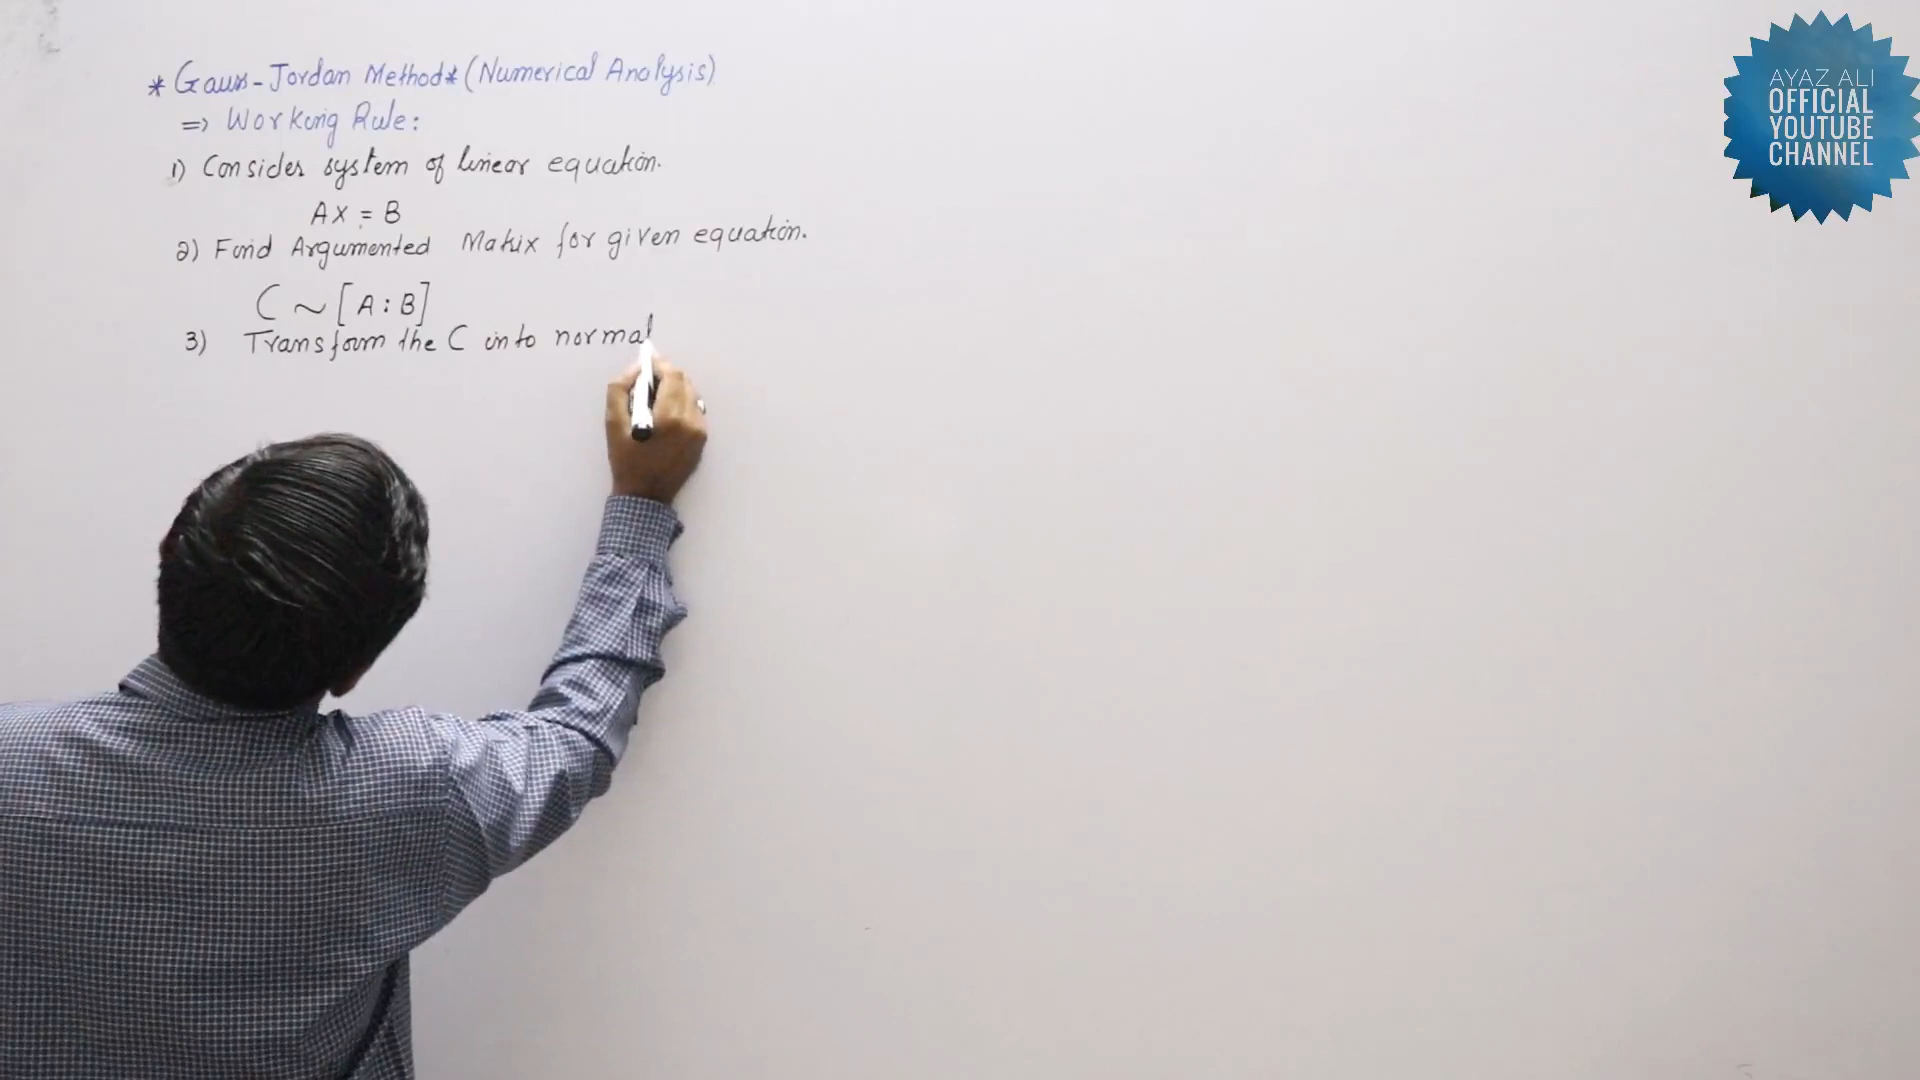 * Gauss-Jordan Method * (Numerical Analysis)
=> Working Rule:
1) Consider system of linear equation.
AX = B
2) Find Argumented Matrix for given equation.
C ~ [A : B]
3) Transform the C into normal
AYAZ ALI
OFFICIAL
YOUTUBE
CHANNEL